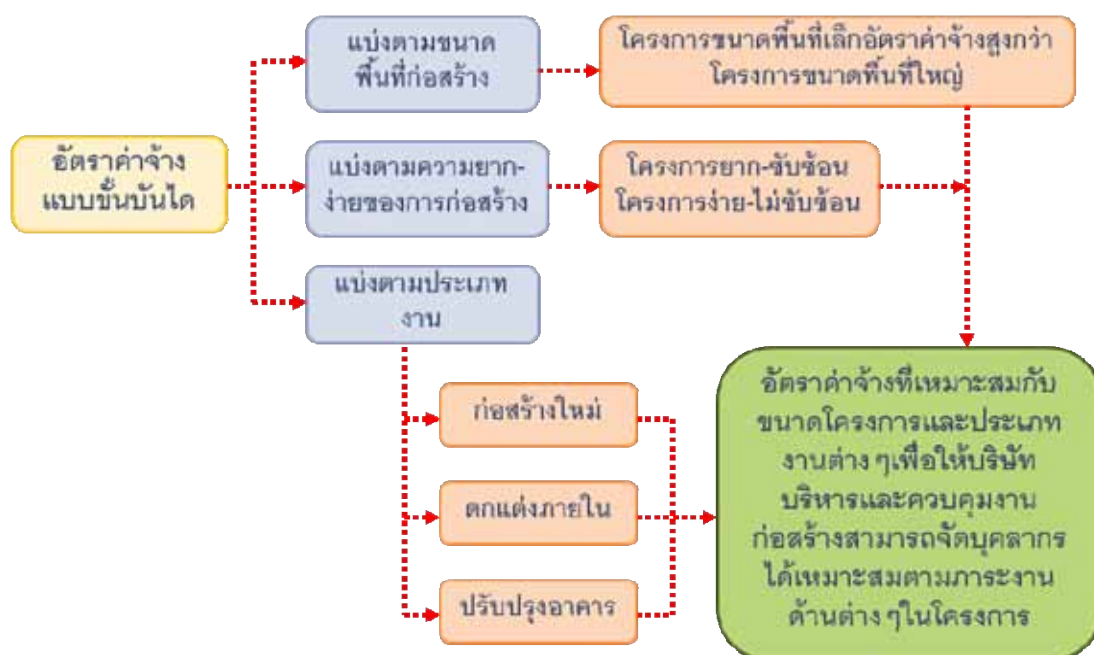 แบ่งตามขนาด
พื้นที่ก่อสร้าง
โครงการขนาดพื้นที่เล็กอัตราค่าจ้างสูงกว่า
โครงการขนาดพื้นที่ใหญ่
อัตราค่าจ้าง
แบบขั้นบันได
แบ่งตามความยาก-
ง่ายของการก่อสร้าง
โครงการยาก-ซับซ้อน
โครงการง่าย-ไม่ซับซ้อน
แบ่งตามประเภท
งาน
ก่อสร้างใหม่
ตกแต่งภายใน
ปรับปรุงอาคาร
อัตราค่าจ้างที่เหมาะสมกับ
ขนาดโครงการและประเภท
งานต่าง ๆเพื่อให้บริษัท
บริหารและควบคุมงาน
ก่อสร้างสามารถจัดบุคลากร
ได้เหมาะสมตามภาระงาน
ด้านต่าง ๆในโครงการ